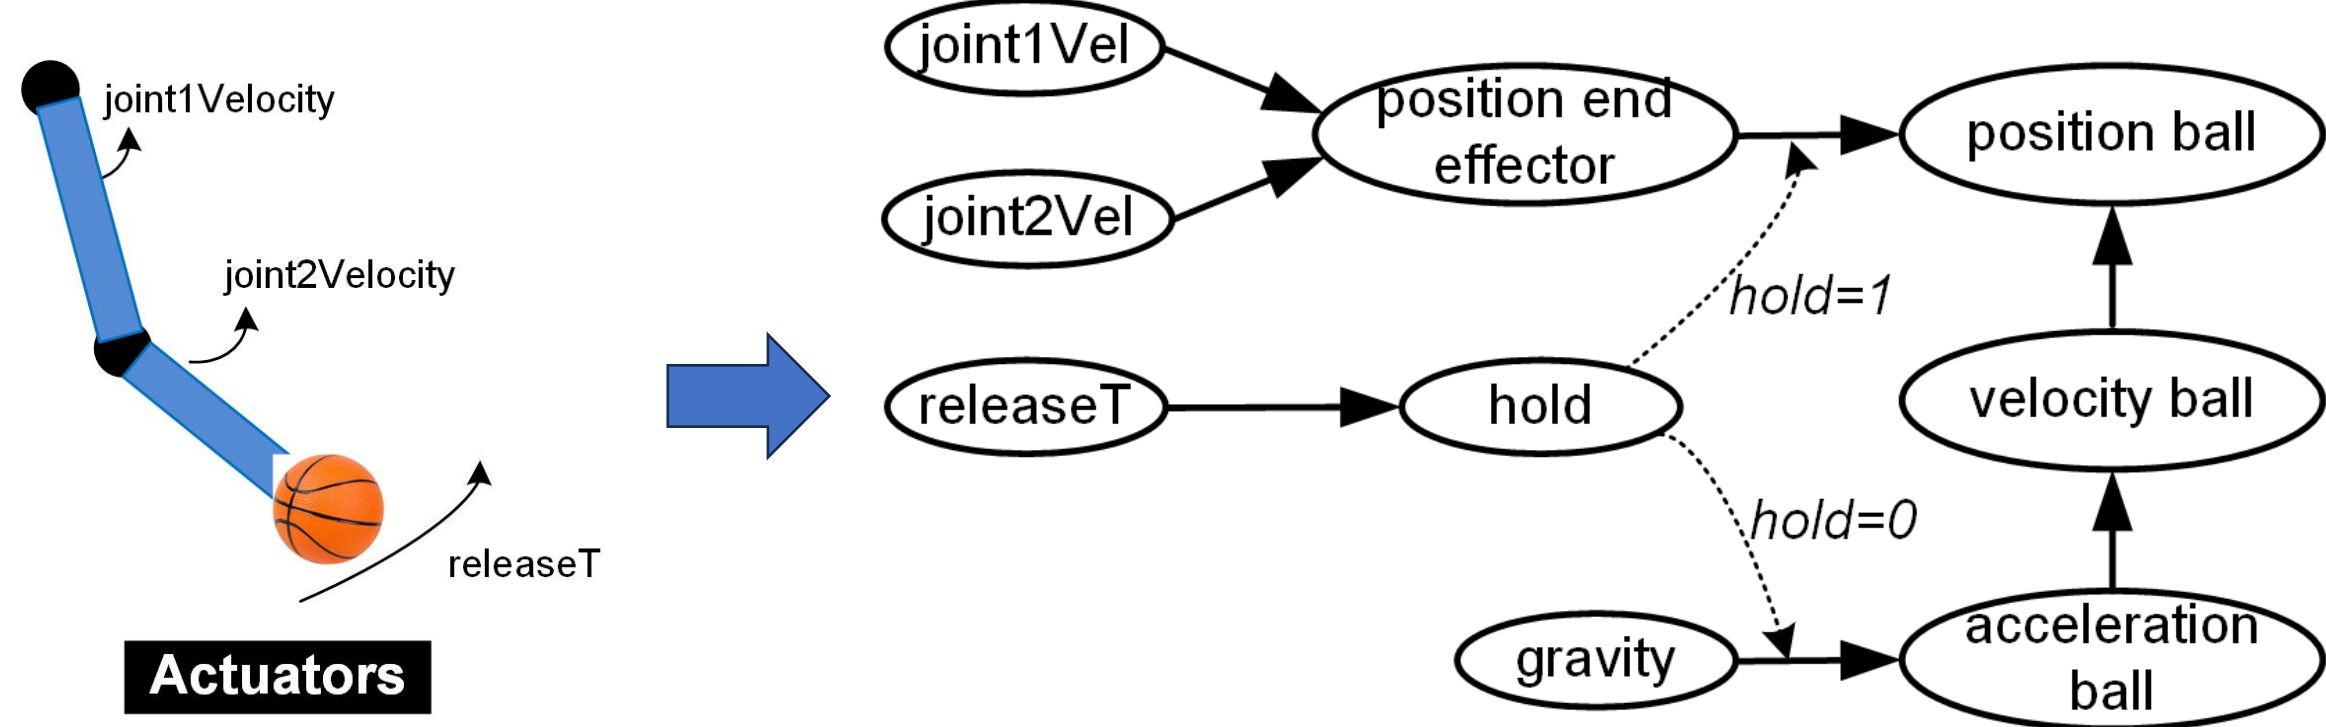 joint1Velocity
joint2Velocity
releaseT
Actuators
joint1Vel
joint2Vel
position end
effector
position ball
hold=1
releaseT
hold
velocity ball
hold=0
gravity
acceleration
ball